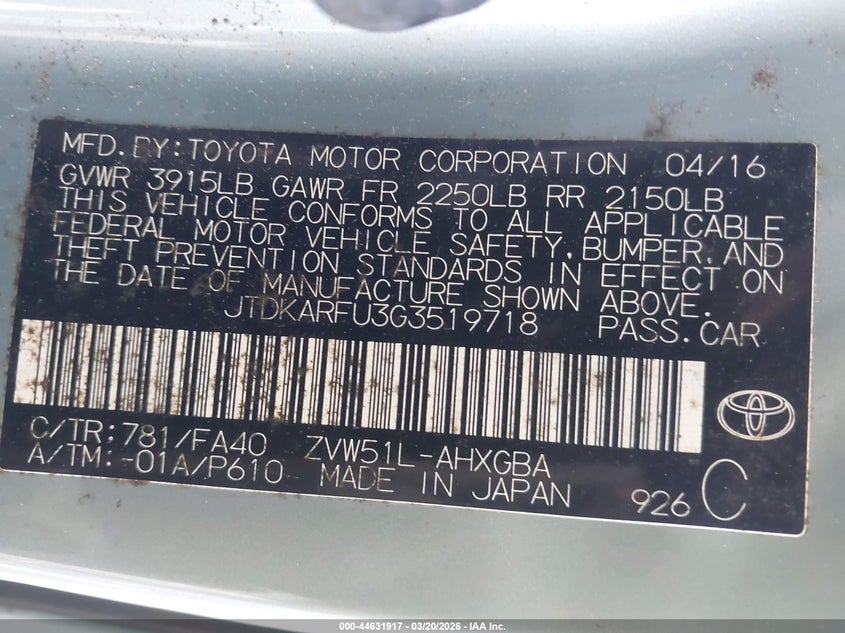 MFD. BY: TOYOTA MOTOR CORPORATION 04/16
GVWR 3915LB GAWR FR 2250LB RR 2150LB
THIS VEHICLE CONFORMS TO ALL APPLICABLE
FEDERAL MOTOR VEHICLE SAFETY, BUMPER, AND
THEFT PREVENTION STANDARDS IN EFFECT ON
THE DATE OF MANUFACTURE SHOWN ABOVE.
JTDKARFU3G3519718 PASS. CAR
C/TR: 781/FA40 ZVW51L-AHXGBA
A/TM: -01A/P610 MADE IN JAPAN 926 C
000-44631917 - 03/20/2026 - IAA Inc.